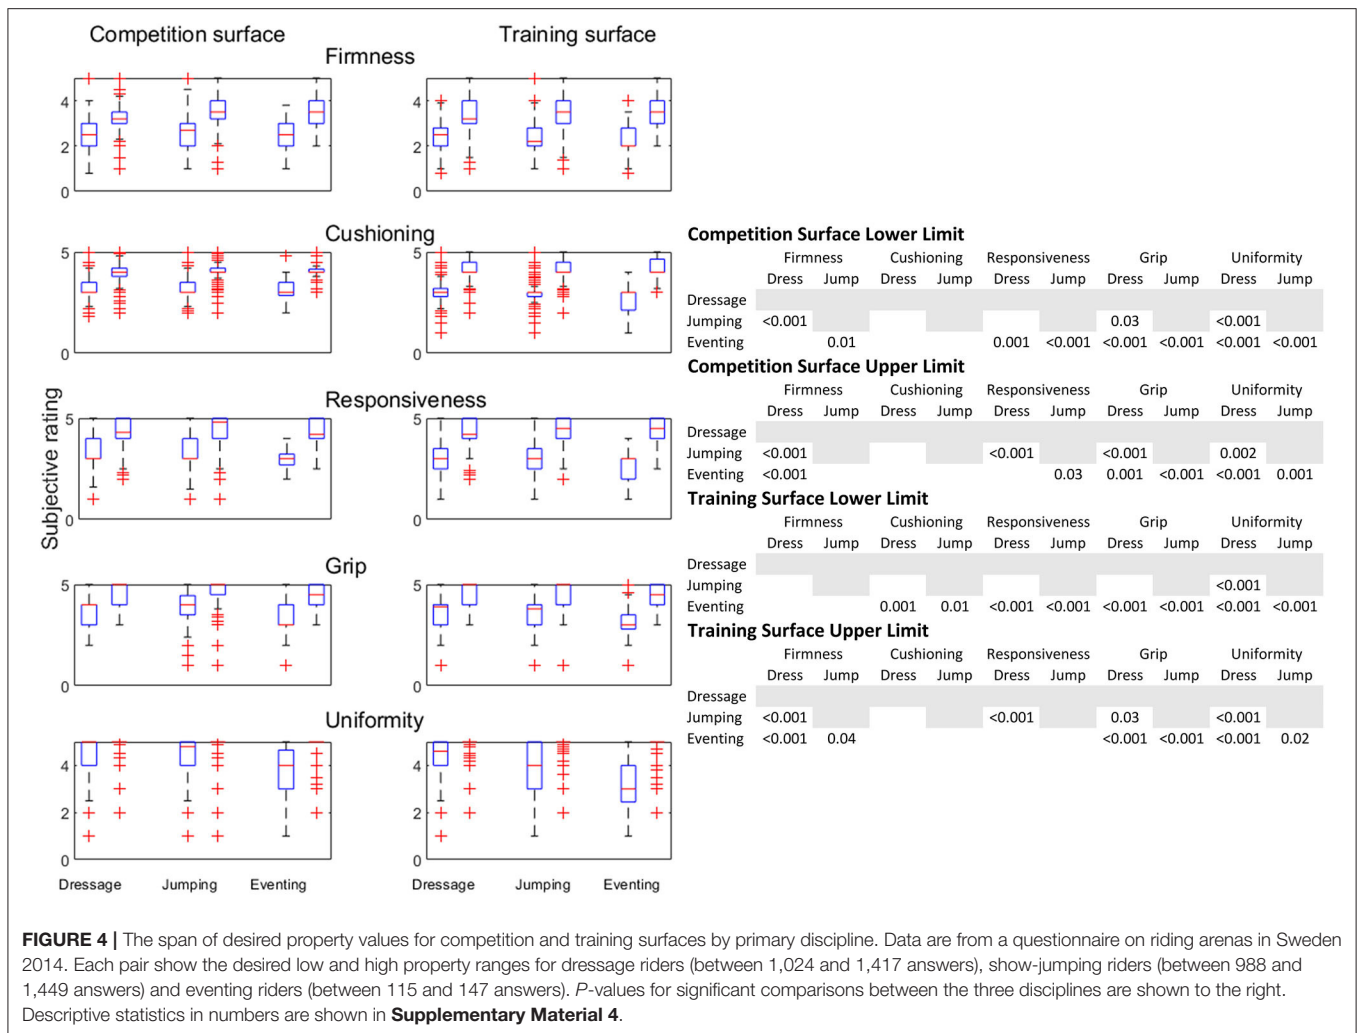 Competition surface
Training surface
Firmness
4
2
0
4
2
0
Cushioning
5
0
5
0
Responsiveness
5
0
5
0
Subjective rating
Grip
5
0
5
0
Uniformity
4
2
0
4
2
0
Dressage Jumping Eventing
Dressage Jumping Eventing
Competition Surface Lower Limit
Firmness Cushioning Responsiveness Grip Uniformity
Dress Jump Dress Jump Dress Jump Dress Jump Dress Jump
Dressage
Jumping <0.001 0.03 <0.001
Eventing 0.01 0.001 <0.001 <0.001 <0.001 <0.001 <0.001
Competition Surface Upper Limit
Firmness Cushioning Responsiveness Grip Uniformity
Dress Jump Dress Jump Dress Jump Dress Jump Dress Jump
Dressage
Jumping <0.001 <0.001 <0.001 0.002
Eventing <0.001 0.03 0.001 <0.001 <0.001 0.001
Training Surface Lower Limit
Firmness Cushioning Responsiveness Grip Uniformity
Dress Jump Dress Jump Dress Jump Dress Jump Dress Jump
Dressage
Jumping <0.001
Eventing 0.001 0.01 <0.001 <0.001 <0.001 <0.001 <0.001 <0.001
Training Surface Upper Limit
Firmness Cushioning Responsiveness Grip Uniformity
Dress Jump Dress Jump Dress Jump Dress Jump Dress Jump
Dressage
Jumping <0.001 <0.001 0.03 <0.001
Eventing <0.001 0.04 <0.001 <0.001 <0.001 0.02
FIGURE 4 | The span of desired property values for competition and training surfaces by primary discipline. Data are from a questionnaire on riding arenas in Sweden
2014. Each pair show the desired low and high property ranges for dressage riders (between 1,024 and 1,417 answers), show-jumping riders (between 988 and
1,449 answers) and eventing riders (between 115 and 147 answers). P-values for significant comparisons between the three disciplines are shown to the right.
Descriptive statistics in numbers are shown in Supplementary Material 4.